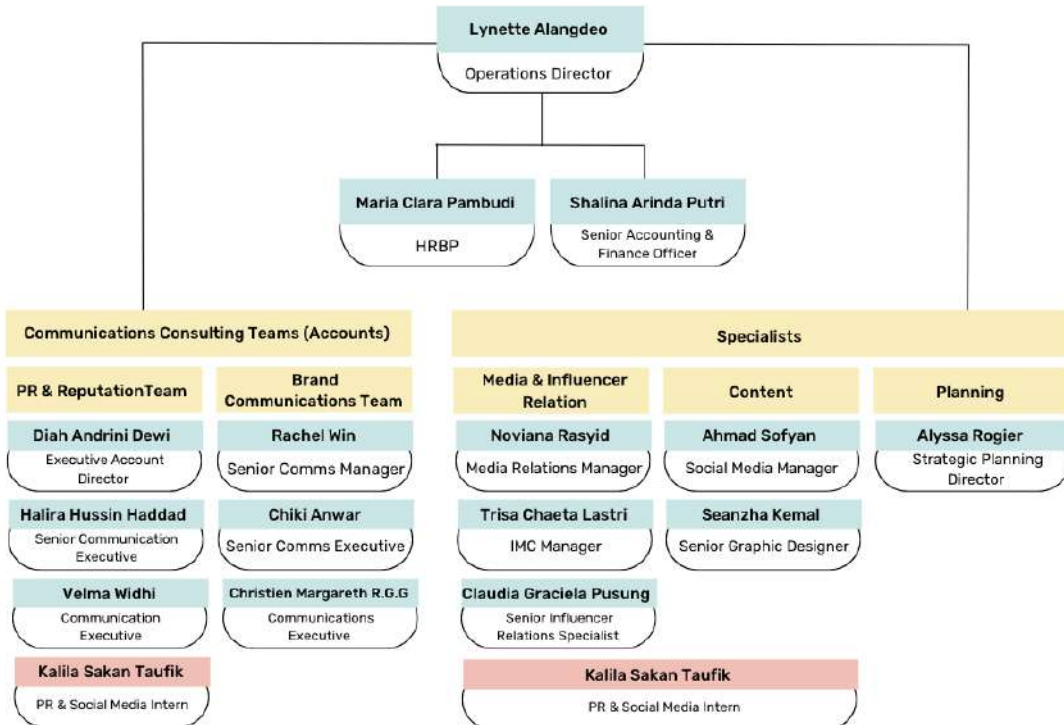 Lynette Alangdeo
Operations Director
Maria Clara Pambudi
HRBP
Shalina Arinda Putri
Senior Accounting &
Finance Officer
Communications Consulting Teams (Accounts)
PR & ReputationTeam
Diah Andrini Dewi
Executive Account
Director
Halira Hussin Haddad
Senior Communication
Executive
Velma Widhi
Communication
Executive
Kalila Sakan Taufik
PR & Social Media Intern
Brand
Communications Team
Rachel Win
Senior Comms Manager
Chiki Anwar
Senior Comms Executive
Christien Margareth R.G.G
Communications
Executive
Specialists
Media & Influencer
Relation
Noviana Rasyid
Media Relations Manager
Trisa Chaeta Lastri
IMC Manager
Claudia Graciela Pusung
Senior Influencer
Relations Specialist
Content
Ahmad Sofyan
Social Media Manager
Seanzha Kemal
Senior Graphic Designer
Kalila Sakan Taufik
PR & Social Media Intern
Planning
Alyssa Rogier
Strategic Planning
Director